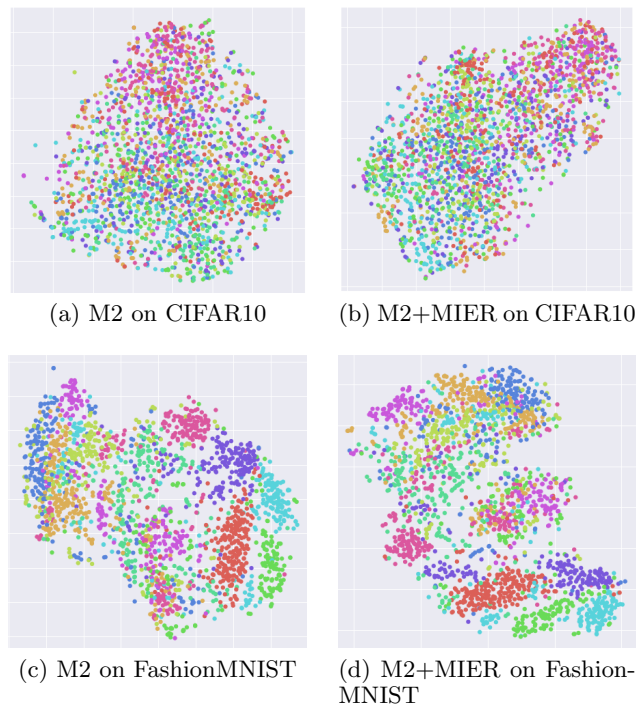 (a) M2 on CIFAR10
(b) M2+MIER on CIFAR10
(c) M2 on FashionMNIST
(d) M2+MIER on Fashion-
MNIST